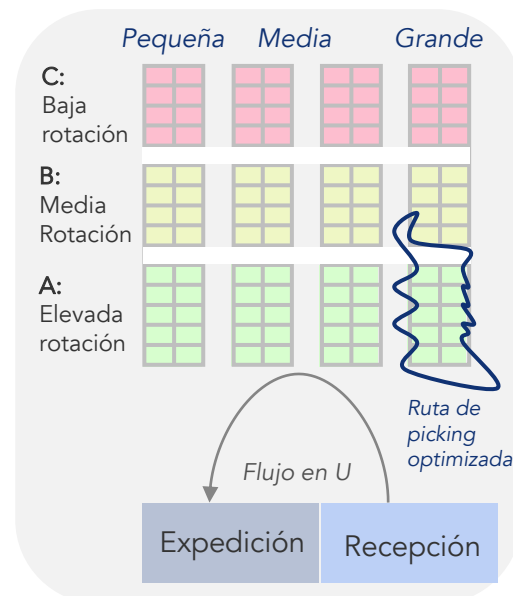 Pequeña Media Grande
C:
Baja
rotación
B:
Media
Rotación
A:
Elevada
rotación
Ruta de
picking
optimizada
Flujo en U
Expedición Recepción